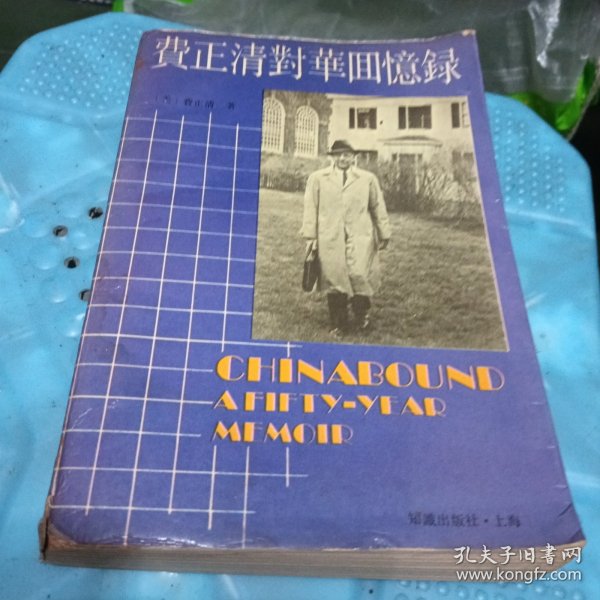 費正清對華回憶録
〔美〕費正清 著
CHINABOUND
A FIFTY-YEAR
MEMOIR
知識出版社·上海
孔夫子旧书网
www.kongfz.com